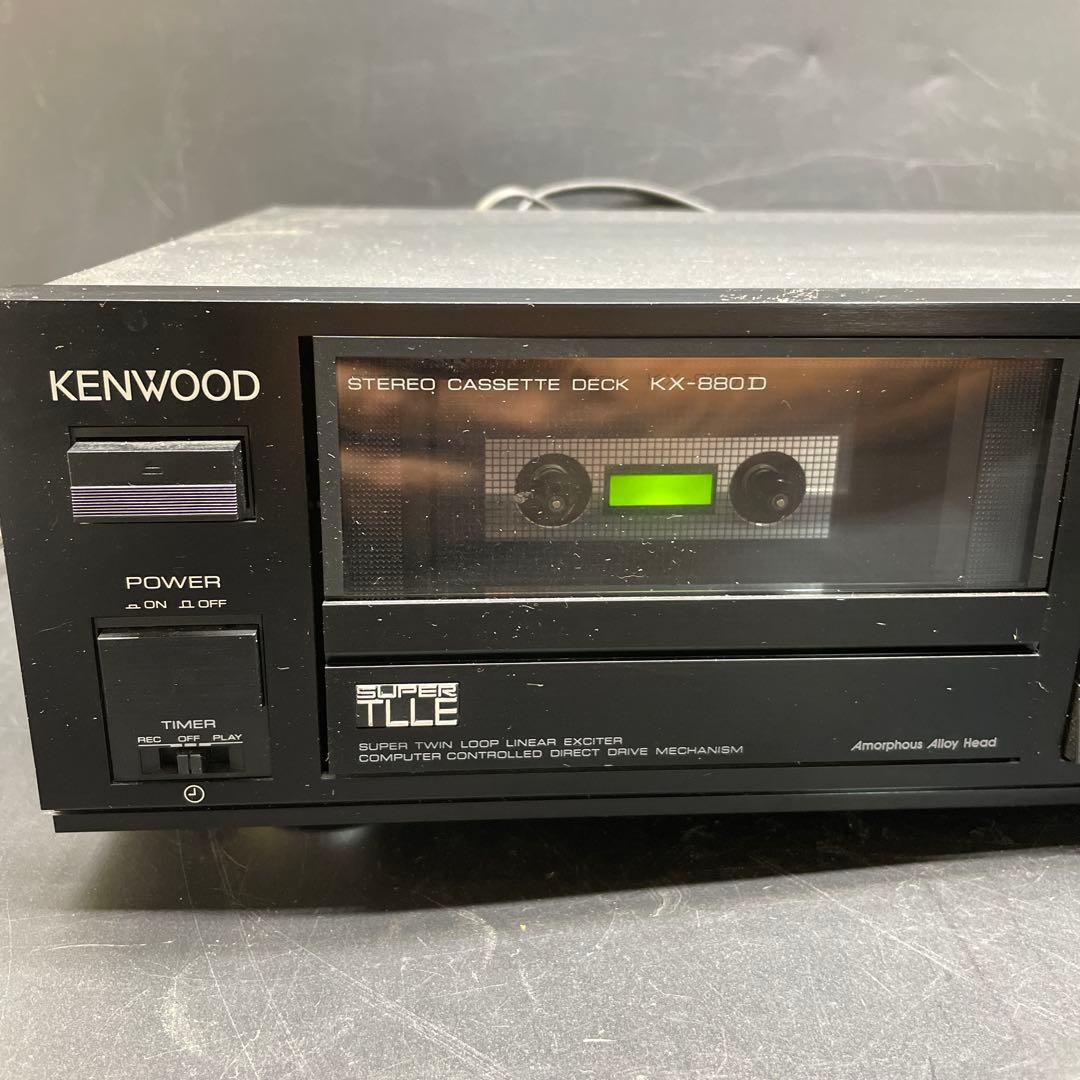 KENWOOD
STEREO CASSETTE DECK KX-880D
POWER
ON OFF
TIMER
REC OFF PLAY
SUPER
TLLE
SUPER TWIN LOOP LINEAR EXCITER
COMPUTER CONTROLLED DIRECT DRIVE MECHANISM
Amorphous Alloy Head